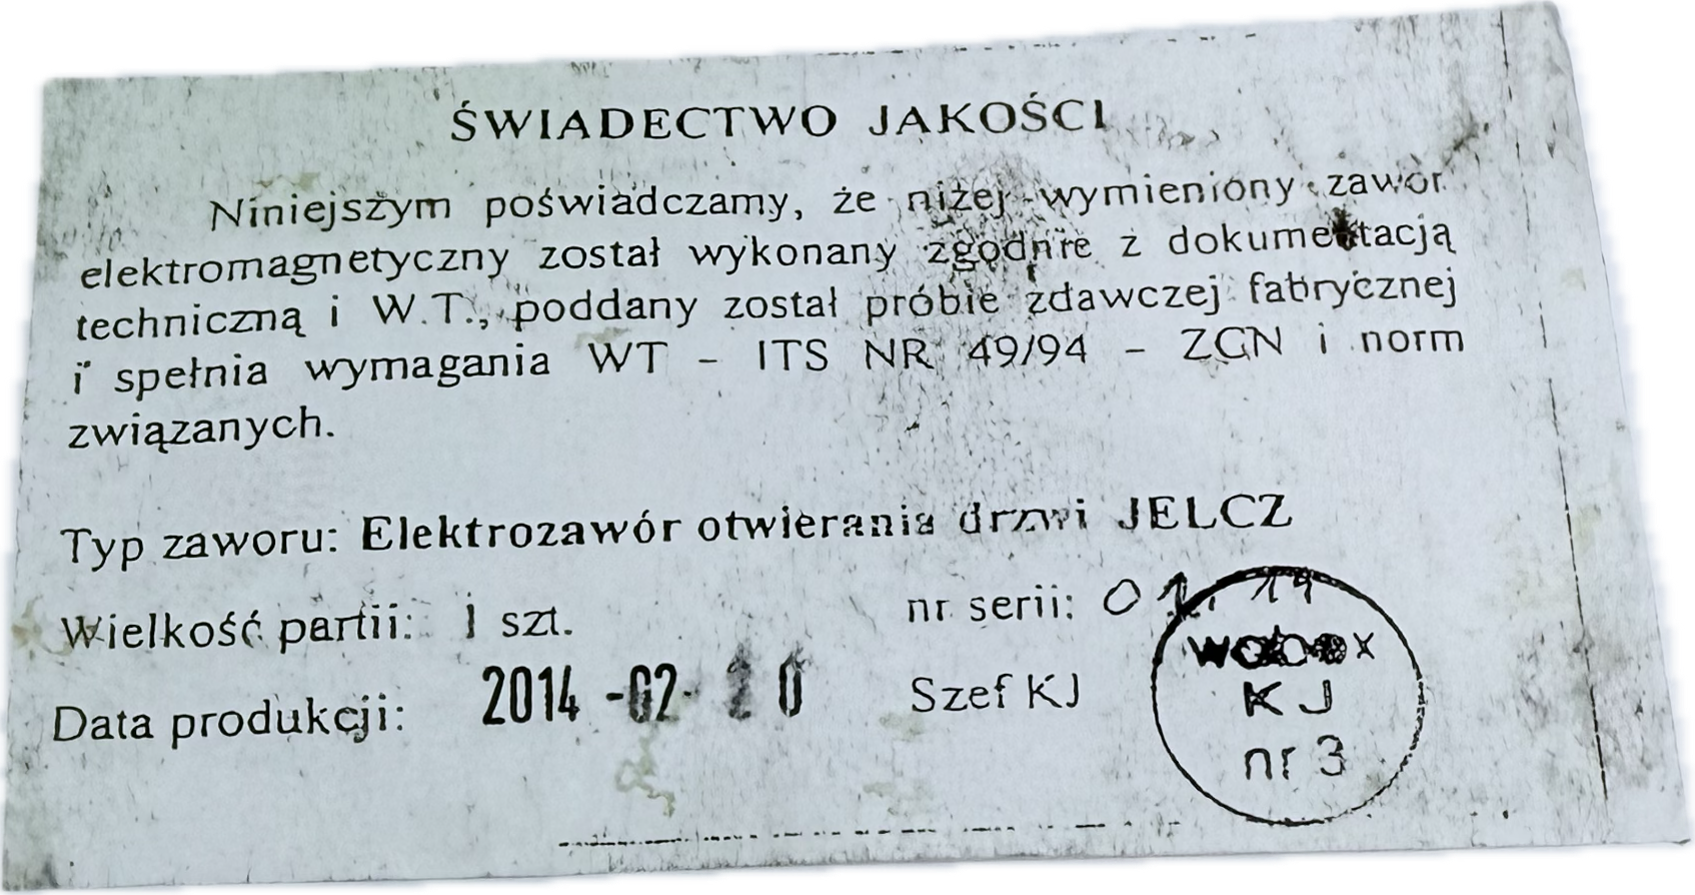 ŚWIADECTWO JAKOŚCI
Niniejszym poświadczamy, że niżej wymieniony zawór
elektromagnetyczny został wykonany zgodnie z dokumentacją
techniczną i W.T., poddany został próbie zdawczej fabrycznej
i spełnia wymagania WT - ITS NR 49/94 - ZGN i norm
związanych.
Typ zaworu: Elektrozawór otwierania drzwi JELCZ
Wielkość partii: 1 szt. nr serii:
Data produkcji: 2014-02-20 Szef KJ
KJ
nr 3